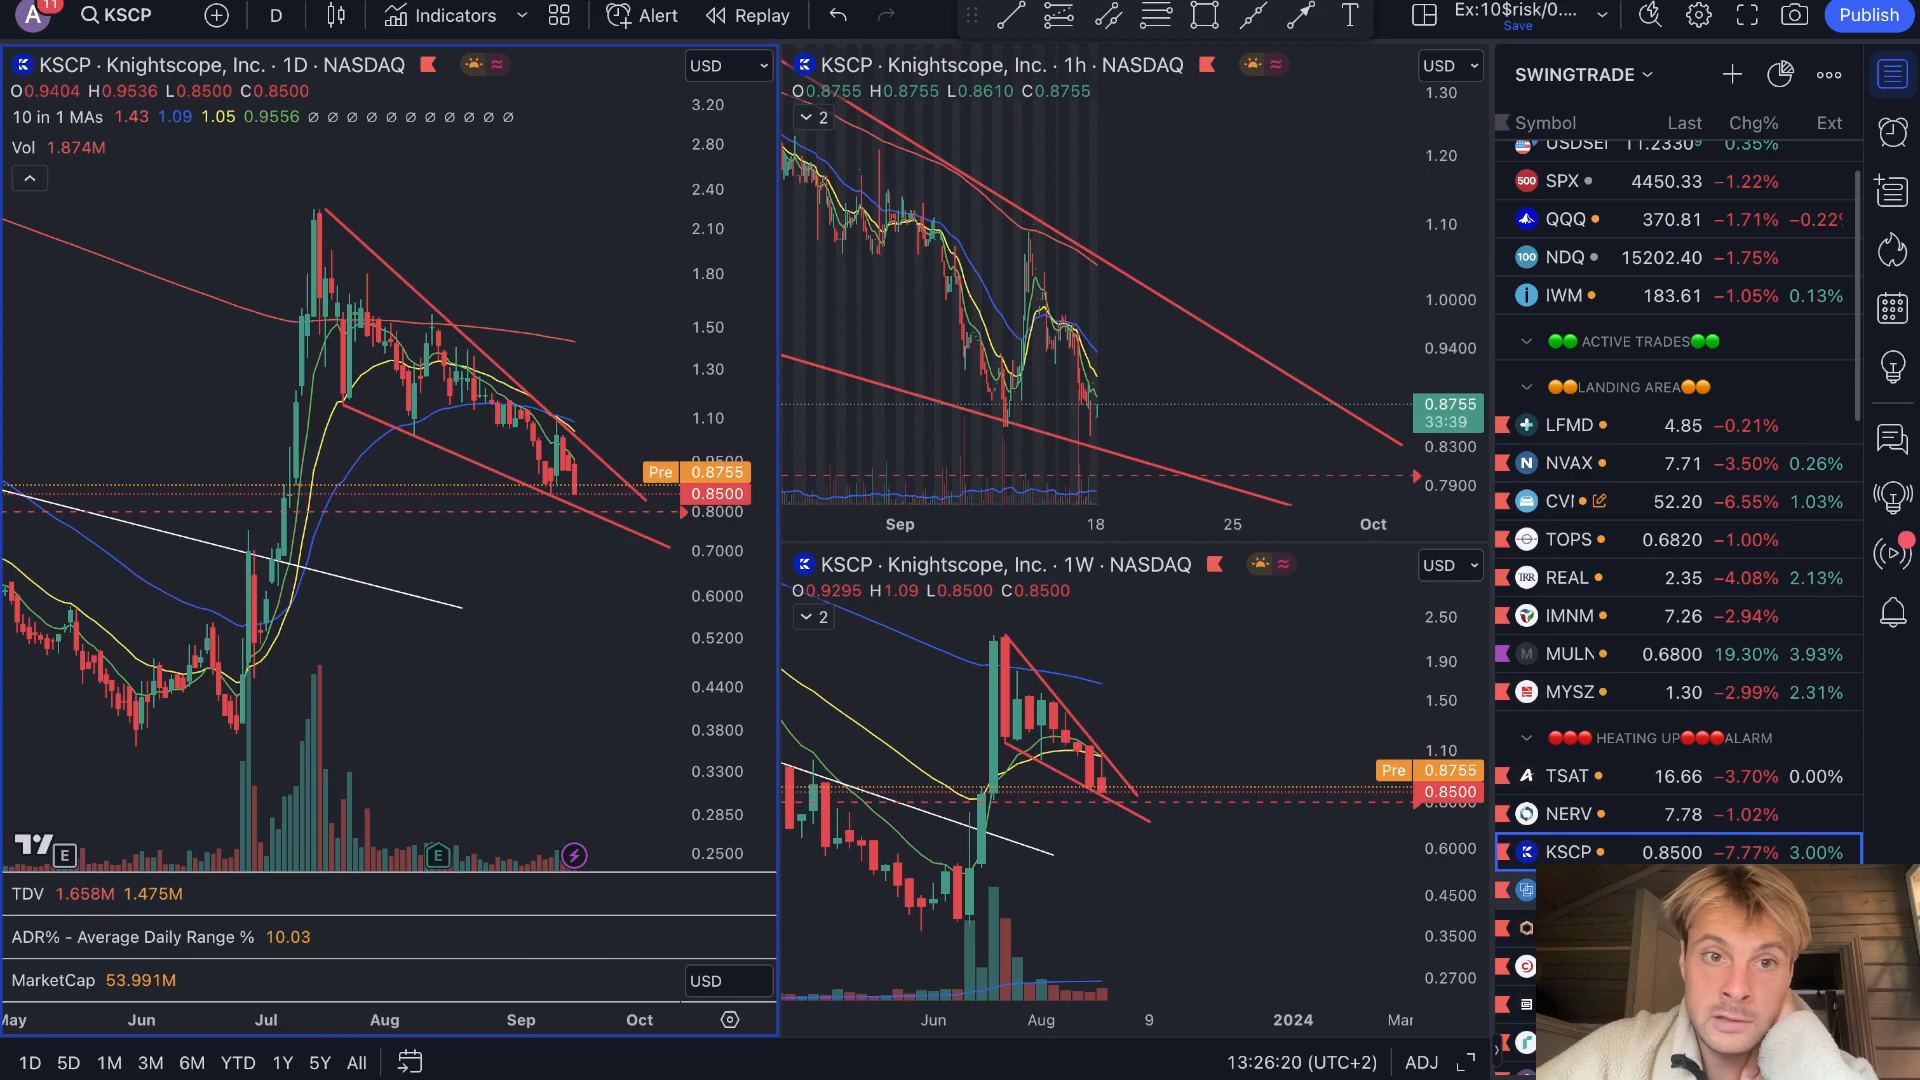 A 11 KSCP D Indicators Alert Replay T Ex:10$risk/0.... Save Publish
KSCP · Knightscope, Inc. · 1D · NASDAQ USD
O0.9404 H0.9536 L0.8500 C0.8500
10 in 1 MAs 1.43 1.09 1.05 0.9556 ∅ ∅ ∅ ∅ ∅ ∅ ∅ ∅ ∅ ∅ ∅
Vol 1.874M
3.20
2.80
2.40
2.10
1.80
1.50
1.30
1.10
Pre 0.8755
0.8500
0.8000
0.7000
0.6000
0.5200
0.4400
0.3800
0.3300
0.2850
0.2500
E
E
TDV 1.658M 1.475M
ADR% - Average Daily Range % 10.03
MarketCap 53.991M USD
May Jun Jul Aug Sep Oct
KSCP · Knightscope, Inc. · 1h · NASDAQ USD
O0.8755 H0.8755 L0.8610 C0.8755
2
1.30
1.20
1.10
1.0000
0.9400
0.8755
33:39
0.8300
0.7900
Sep 18 25 Oct
KSCP · Knightscope, Inc. · 1W · NASDAQ USD
O0.9295 H1.09 L0.8500 C0.8500
2
2.50
1.90
1.50
1.10
Pre 0.8755
0.8500
0.6000
0.4500
0.3500
0.2700
Jun Aug 9 2024 Mar
1D 5D 1M 3M 6M YTD 1Y 5Y All 13:26:20 (UTC+2) ADJ
SWINGTRADE
Symbol Last Chg% Ext
USDSEI 11.2330⁹ 0.35%
500 SPX 4450.33 −1.22%
QQQ 370.81 −1.71% −0.22
100 NDQ 15202.40 −1.75%
IWM 183.61 −1.05% 0.13%
ACTIVE TRADES
LANDING AREA
LFMD 4.85 −0.21%
N NVAX 7.71 −3.50% 0.26%
CVI 52.20 −6.55% 1.03%
TOPS 0.6820 −1.00%
TRR REAL 2.35 −4.08% 2.13%
IMNM 7.26 −2.94%
M MULN 0.6800 19.30% 3.93%
MYSZ 1.30 −2.99% 2.31%
HEATING UP ALARM
TSAT 16.66 −3.70% 0.00%
NERV 7.78 −1.02%
KSCP 0.8500 −7.77% 3.00%